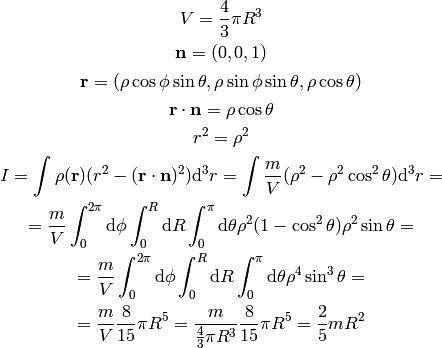 V = \frac{4}{3}\pi R^3
\mathbf{n} = (0, 0, 1)
\mathbf{r} = (\rho \cos\phi \sin\theta, \rho \sin\phi \sin\theta, \rho \cos\theta)
\mathbf{r} \cdot \mathbf{n} = \rho \cos\theta
r^2 = \rho^2
I = \int \rho(\mathbf{r})(r^2 - (\mathbf{r} \cdot \mathbf{n})^2)\mathrm{d}^3 r = \int \frac{m}{V}(\rho^2 - \rho^2 \cos^2\theta)\mathrm{d}^3 r =
= \frac{m}{V} \int_0^{2\pi} \mathrm{d}\phi \int_0^R \mathrm{d}R \int_0^\pi \mathrm{d}\theta \rho^2 (1 - \cos^2\theta)\rho^2 \sin\theta =
= \frac{m}{V} \int_0^{2\pi} \mathrm{d}\phi \int_0^R \mathrm{d}R \int_0^\pi \mathrm{d}\theta \rho^4 \sin^3\theta =
= \frac{m}{V} \frac{8}{15}\pi R^5 = \frac{m}{\frac{4}{3}\pi R^3} \frac{8}{15}\pi R^5 = \frac{2}{5} m R^2